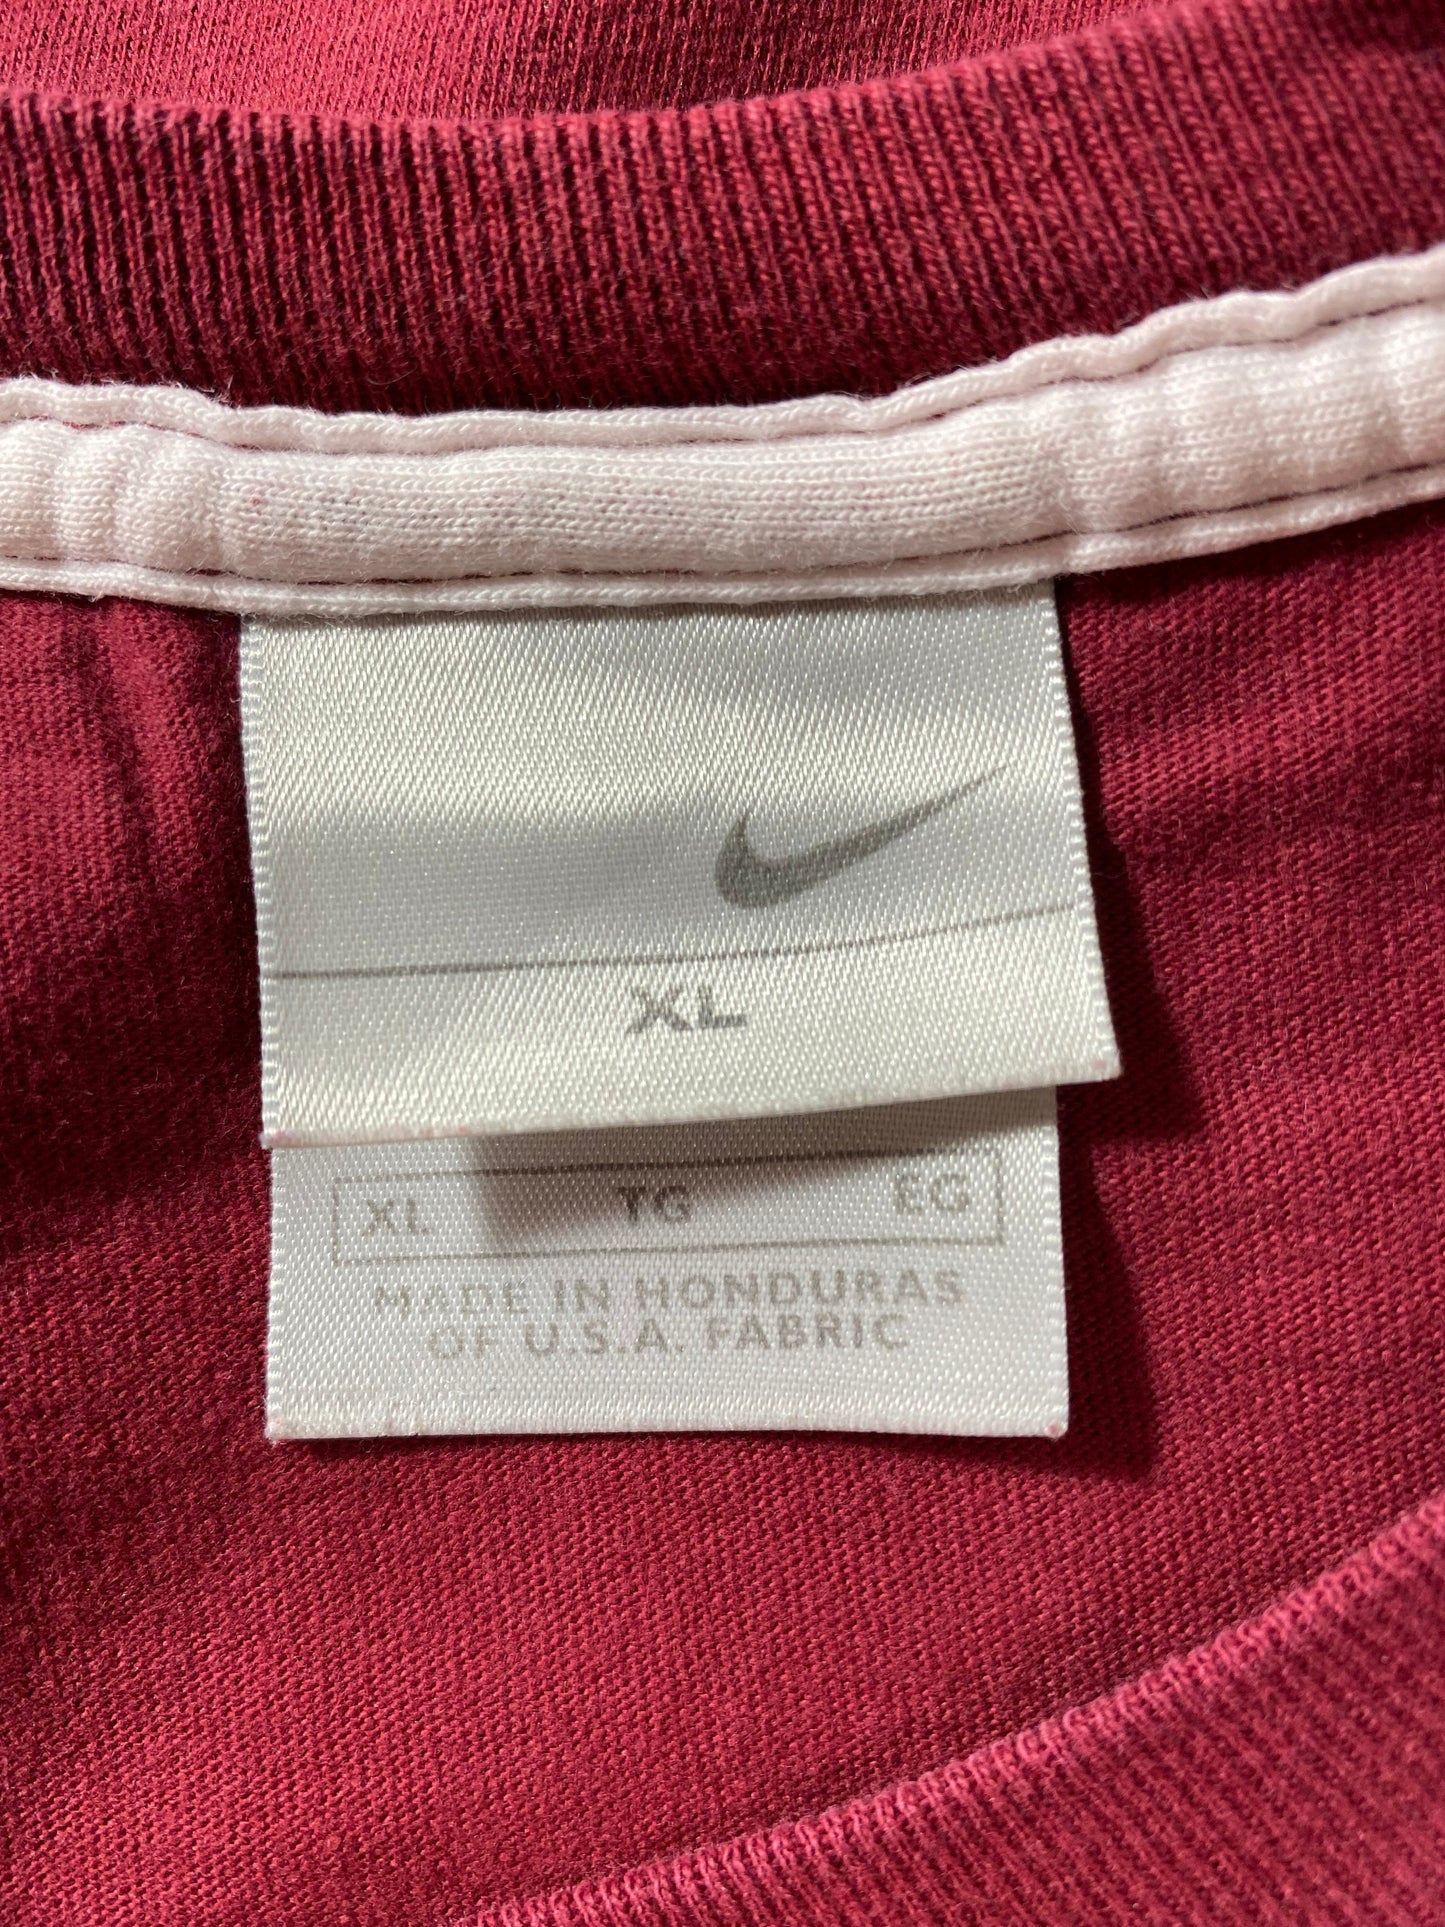 XL
XL TG EG
MADE IN HONDURAS
OF U.S.A. FABRIC